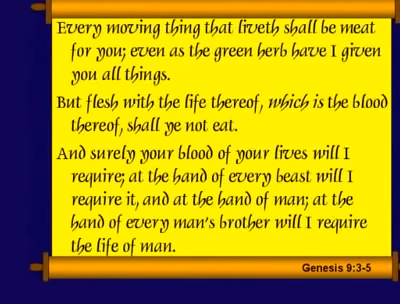 Every moving thing that liveth shall be meat
for you; even as the green herb have I given
you all things.
But flesh with the life thereof, which is the blood
thereof, shall ye not eat.
And surely your blood of your lives will I
require; at the hand of every beast will I
require it, and at the hand of man; at the
hand of every man's brother will I require
the life of man.
Genesis 9:3-5